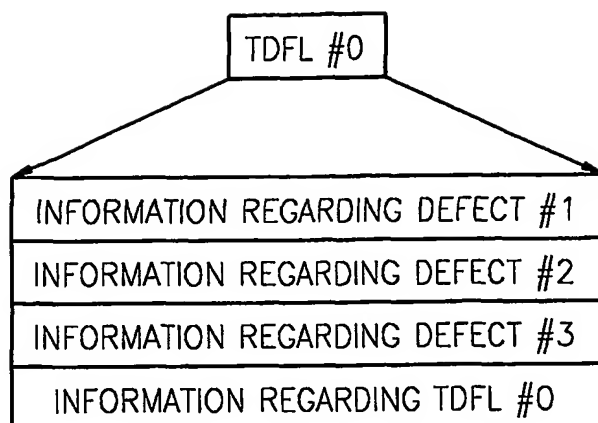 TDFL #0
INFORMATION REGARDING DEFECT #1
INFORMATION REGARDING DEFECT #2
INFORMATION REGARDING DEFECT #3
INFORMATION REGARDING TDFL #0